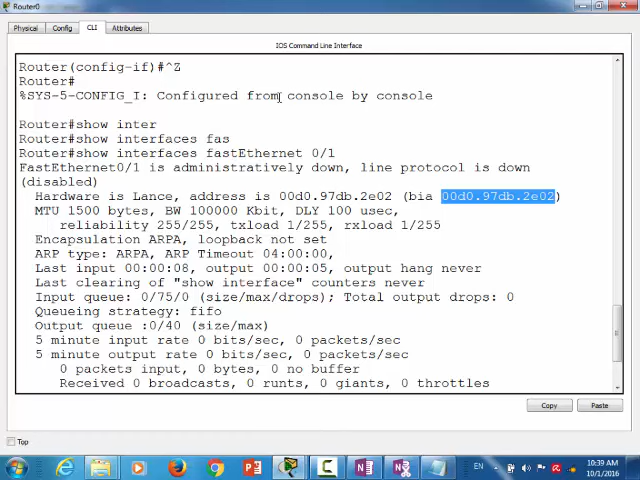 Router0
Physical Config CLI Attributes
IOS Command Line Interface
Router(config-if)#^Z
Router#
%SYS-5-CONFIG_I: Configured from console by console
Router#show inter
Router#show interfaces fas
Router#show interfaces fastEthernet 0/1
FastEthernet0/1 is administratively down, line protocol is down
(disabled)
Hardware is Lance, address is 00d0.97db.2e02 (bia 00d0.97db.2e02)
MTU 1500 bytes, BW 100000 Kbit, DLY 100 usec,
reliability 255/255, txload 1/255, rxload 1/255
Encapsulation ARPA, loopback not set
ARP type: ARPA, ARP Timeout 04:00:00,
Last input 00:00:08, output 00:00:05, output hang never
Last clearing of "show interface" counters never
Input queue: 0/75/0 (size/max/drops); Total output drops: 0
Queueing strategy: fifo
Output queue :0/40 (size/max)
5 minute input rate 0 bits/sec, 0 packets/sec
5 minute output rate 0 bits/sec, 0 packets/sec
0 packets input, 0 bytes, 0 no buffer
Received 0 broadcasts, 0 runts, 0 giants, 0 throttles
Copy Paste
Top
EN
10:39 AM
10/1/2016